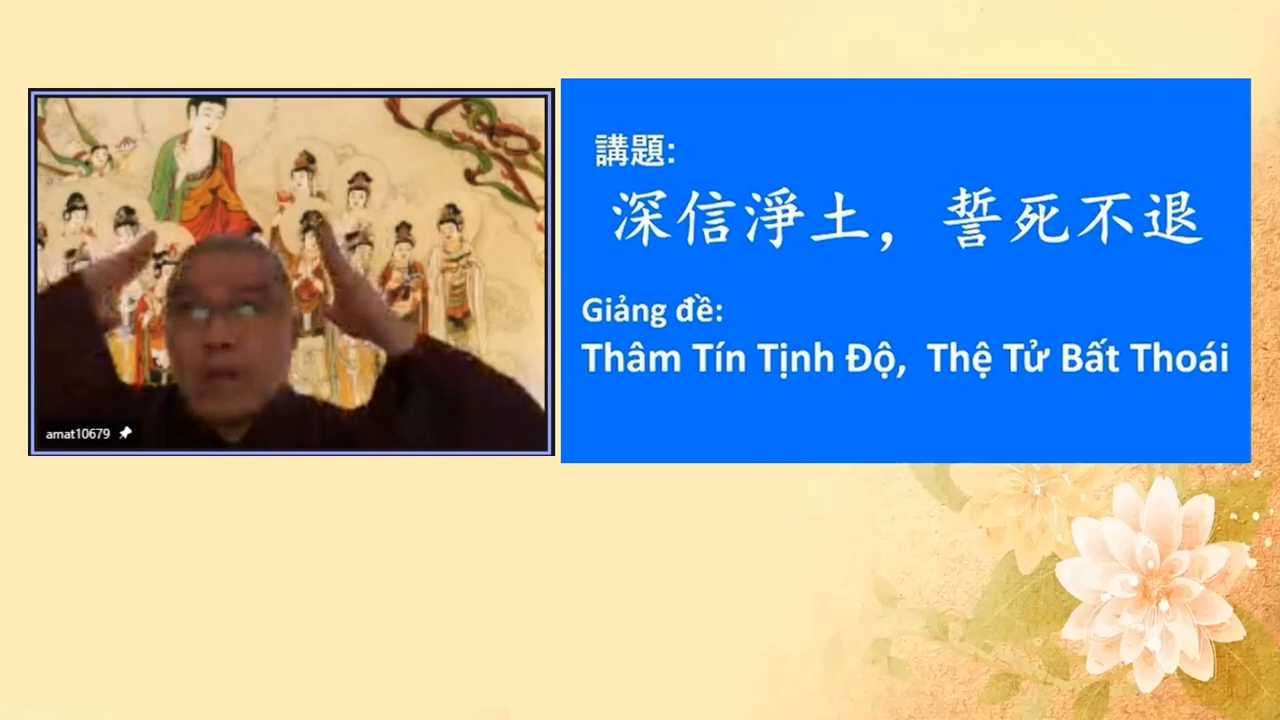 amat10679
講題:
深信淨土，誓死不退
Giảng đề:
Thâm Tín Tịnh Độ, Thệ Tử Bất Thoái